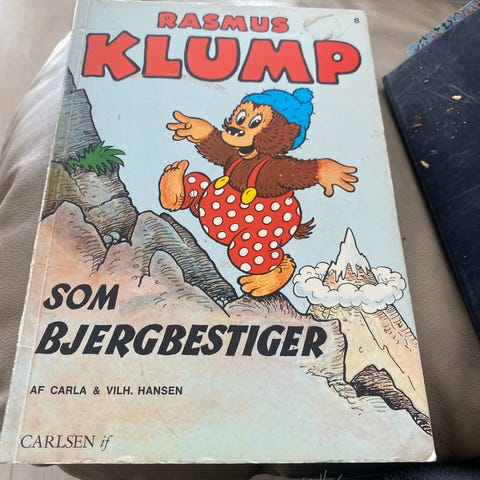 RASMUS
8
KLUMP
SOM
BJERGBESTIGER
AF CARLA & VILH. HANSEN
CARLSEN if